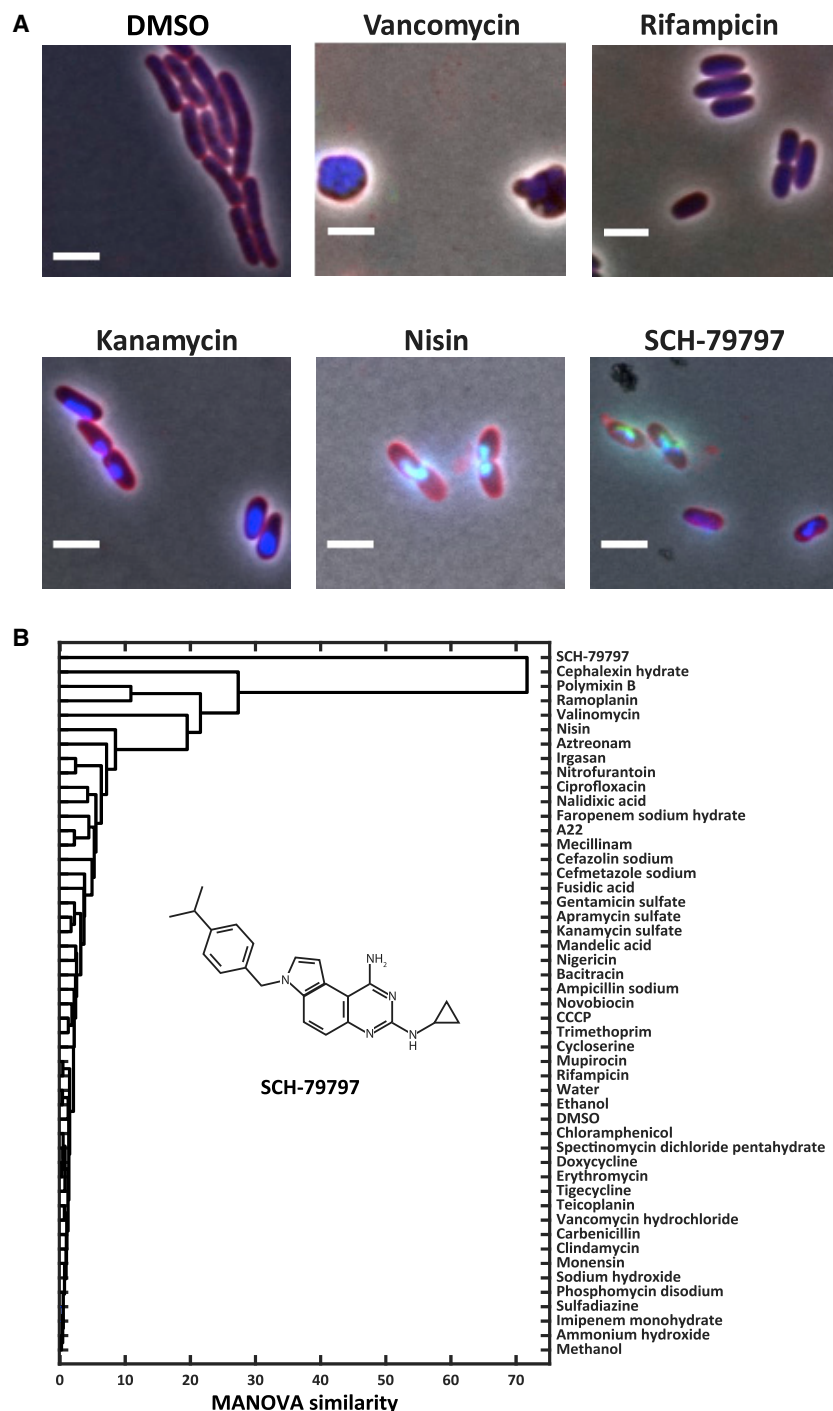 A
DMSO Vancomycin Rifampicin
Kanamycin Nisin SCH-79797
B
SCH-79797
Cephalexin hydrate
Polymixin B
Ramoplanin
Valinomycin
Nisin
Aztreonam
Irgasan
Nitrofurantoin
Ciprofloxacin
Nalidixic acid
Faropenem sodium hydrate
A22
Mecillinam
Cefazolin sodium
Cefmetazole sodium
Fusidic acid
Gentamicin sulfate
Apramycin sulfate
Kanamycin sulfate
Mandelic acid
Nigericin
Bacitracin
Ampicillin sodium
Novobiocin
CCCP
Trimethoprim
Cycloserine
Mupirocin
Rifampicin
Water
Ethanol
DMSO
Chloramphenicol
Spectinomycin dichloride pentahydrate
Doxycycline
Erythromycin
Tigecycline
Teicoplanin
Vancomycin hydrochloride
Carbenicillin
Clindamycin
Monensin
Sodium hydroxide
Phosphomycin disodium
Sulfadiazine
Imipenem monohydrate
Ammonium hydroxide
Methanol
NH₂
N
N
N
N
H
SCH-79797
0 10 20 30 40 50 60 70
MANOVA similarity